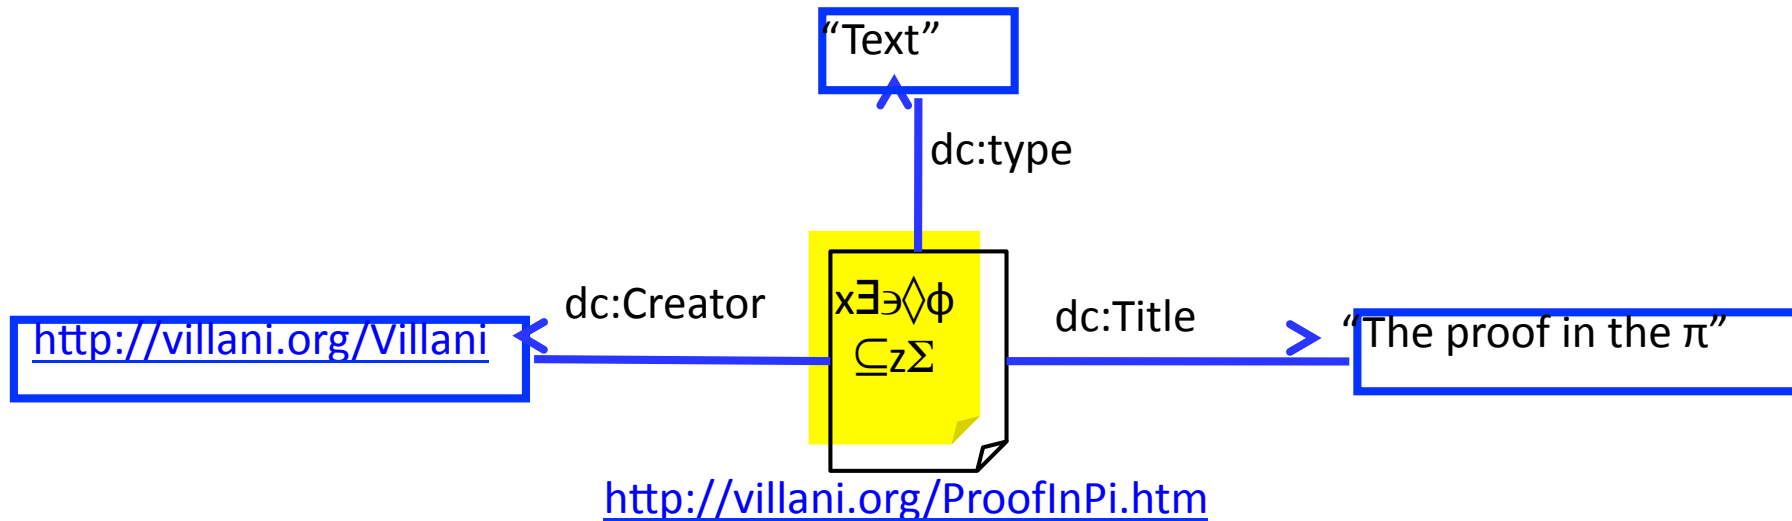 “Text”
dc:type
dc:Creator
http://villani.org/Villani
x∃∍◊ϕ
⊆zΣ
dc:Title
“The proof in the π”
http://villani.org/ProofInPi.htm